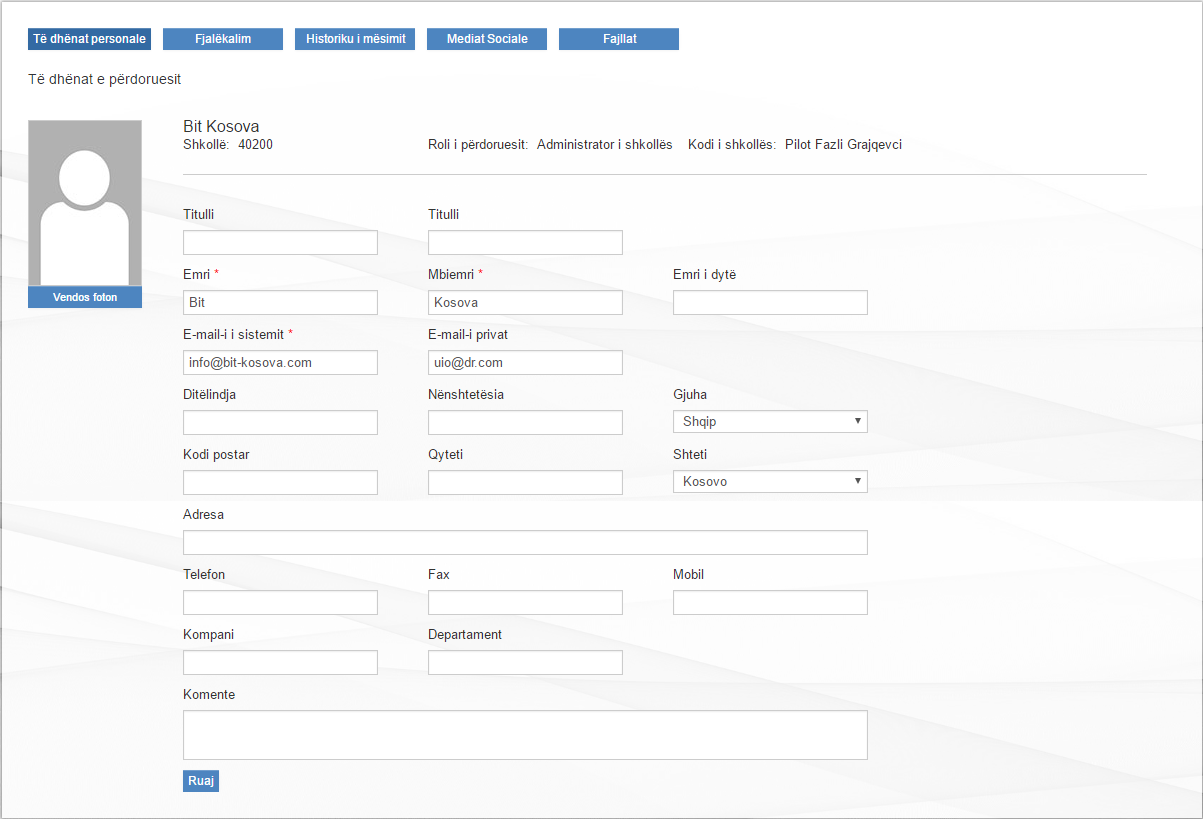 Të dhënat personale Fjalëkalim Historiku i mësimit Mediat Sociale Fajllat
Të dhënat e përdoruesit
Bit Kosova
Shkollë: 40200 Roli i përdoruesit: Administrator i shkollës Kodi i shkollës: Pilot Fazli Grajqevci
Titulli Titulli
Emri * Mbiemri * Emri i dytë
Bit Kosova
Vendos foton
E-mail-i i sistemit * E-mail-i privat
info@bit-kosova.com uio@dr.com
Ditëlindja Nënshtetësia Gjuha
Shqip
Kodi postar Qyteti Shteti
Kosovo
Adresa
Telefon Fax Mobil
Kompani Departament
Komente
Ruaj